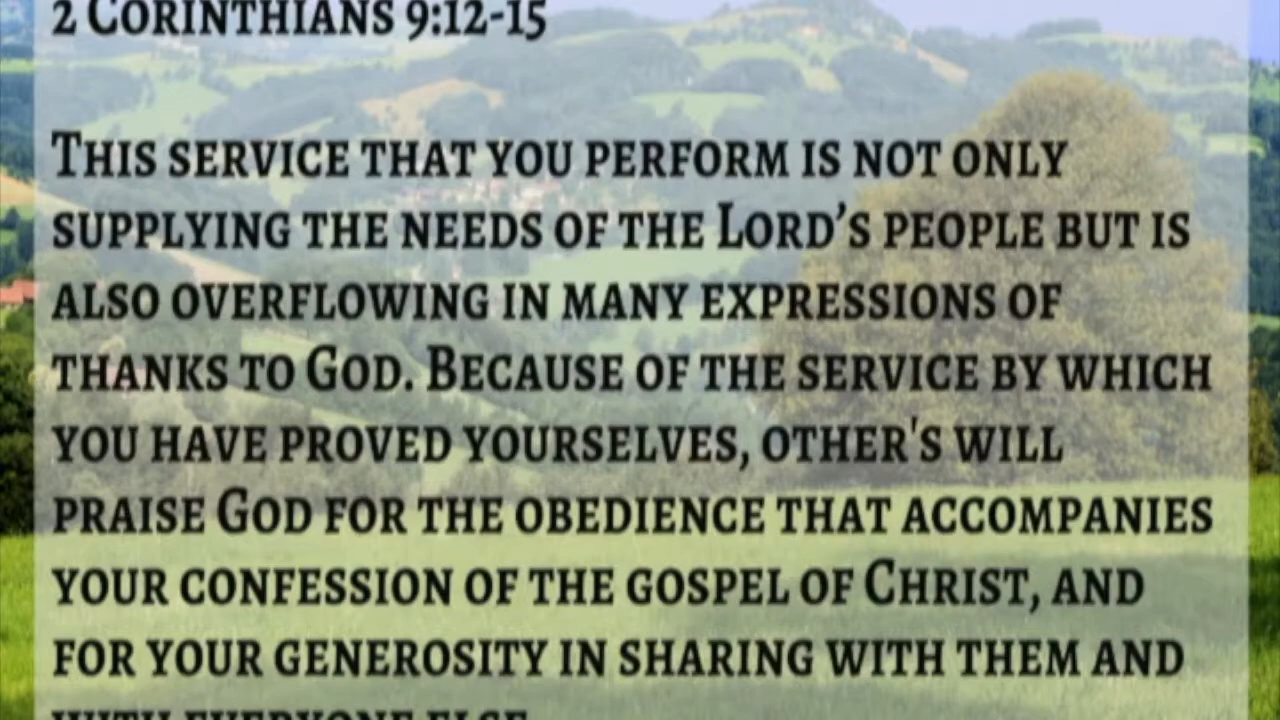 2 Corinthians 9:12-15
This service that you perform is not only
supplying the needs of the Lord’s people but is
also overflowing in many expressions of
thanks to God. Because of the service by which
you have proved yourselves, other's will
praise God for the obedience that accompanies
your confession of the gospel of Christ, and
for your generosity in sharing with them and
with everyone else